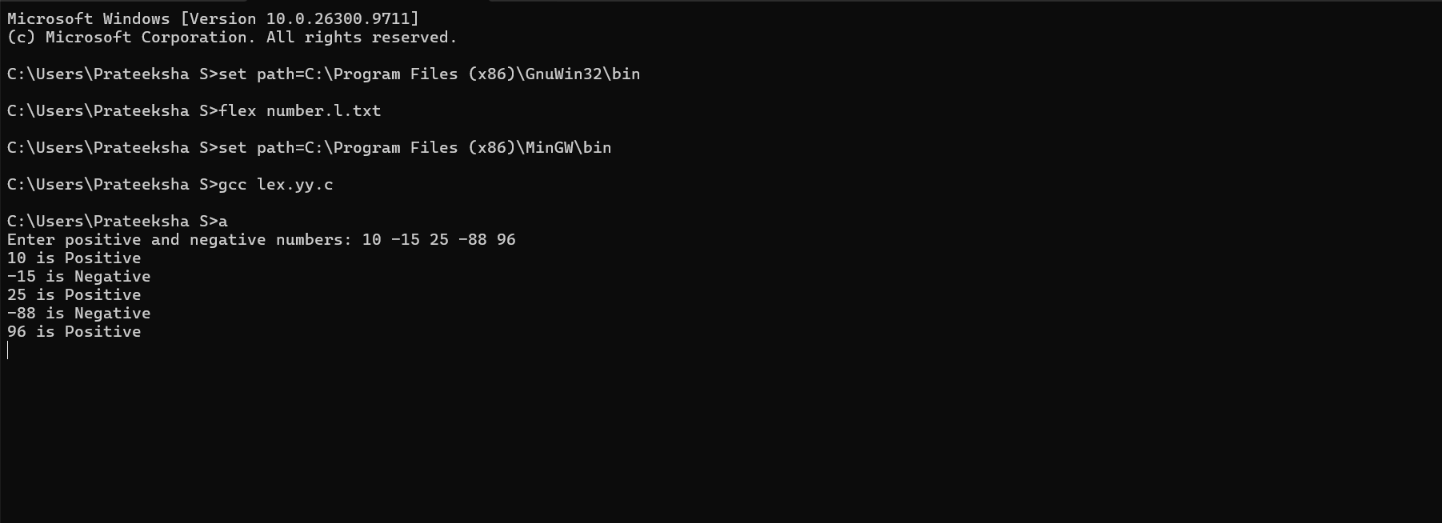 Microsoft Windows [Version 10.0.26300.9711]
(c) Microsoft Corporation. All rights reserved.
C:\Users\Prateeksha S>set path=C:\Program Files (x86)\GnuWin32\bin
C:\Users\Prateeksha S>flex number.l.txt
C:\Users\Prateeksha S>set path=C:\Program Files (x86)\MinGW\bin
C:\Users\Prateeksha S>gcc lex.yy.c
C:\Users\Prateeksha S>a
Enter positive and negative numbers: 10 -15 25 -88 96
10 is Positive
-15 is Negative
25 is Positive
-88 is Negative
96 is Positive